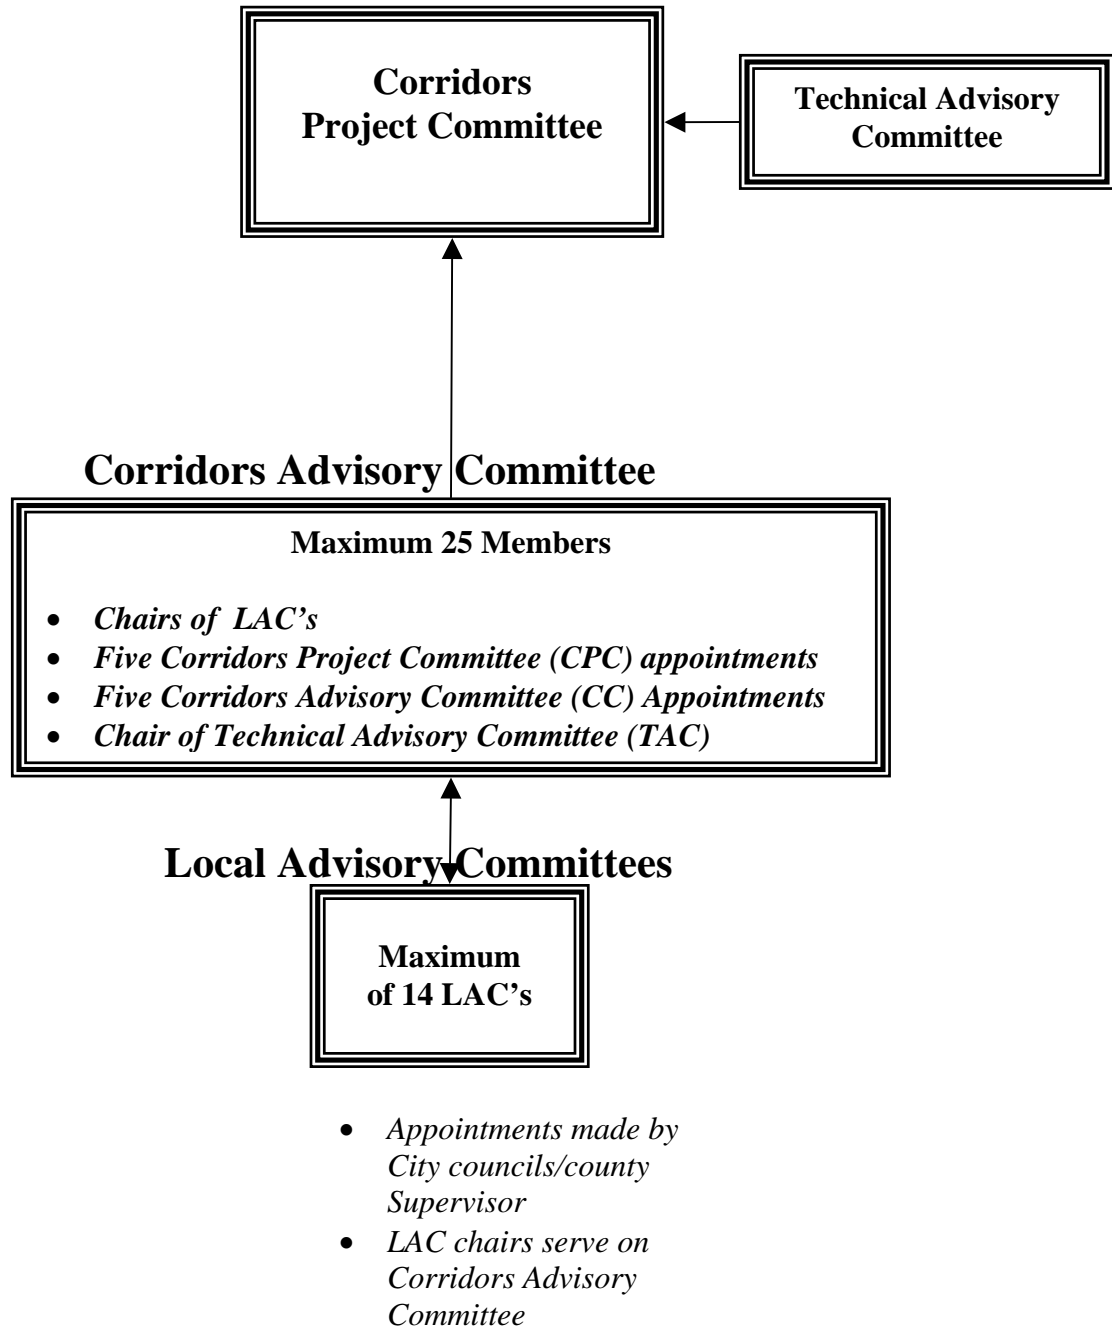 Corridors
Project Committee
Technical Advisory
Committee
Corridors Advisory Committee
Maximum 25 Members
• Chairs of LAC’s
• Five Corridors Project Committee (CPC) appointments
• Five Corridors Advisory Committee (CC) Appointments
• Chair of Technical Advisory Committee (TAC)
Local Advisory Committees
Maximum
of 14 LAC’s
• Appointments made by
City councils/county
Supervisor
• LAC chairs serve on
Corridors Advisory
Committee